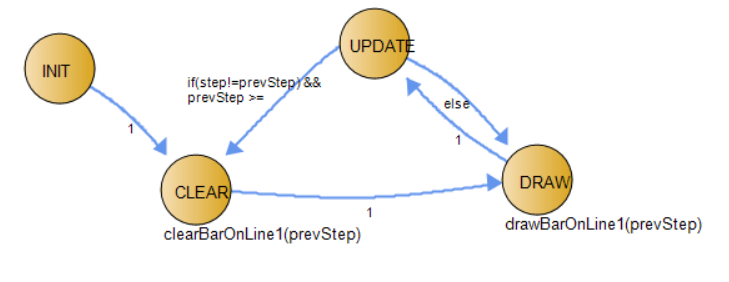 UPDATE
INIT
if(step!=prevStep) &&
prevStep >=
else
1
1
CLEAR
DRAW
1
clearBarOnLine1(prevStep)
drawBarOnLine1(prevStep)